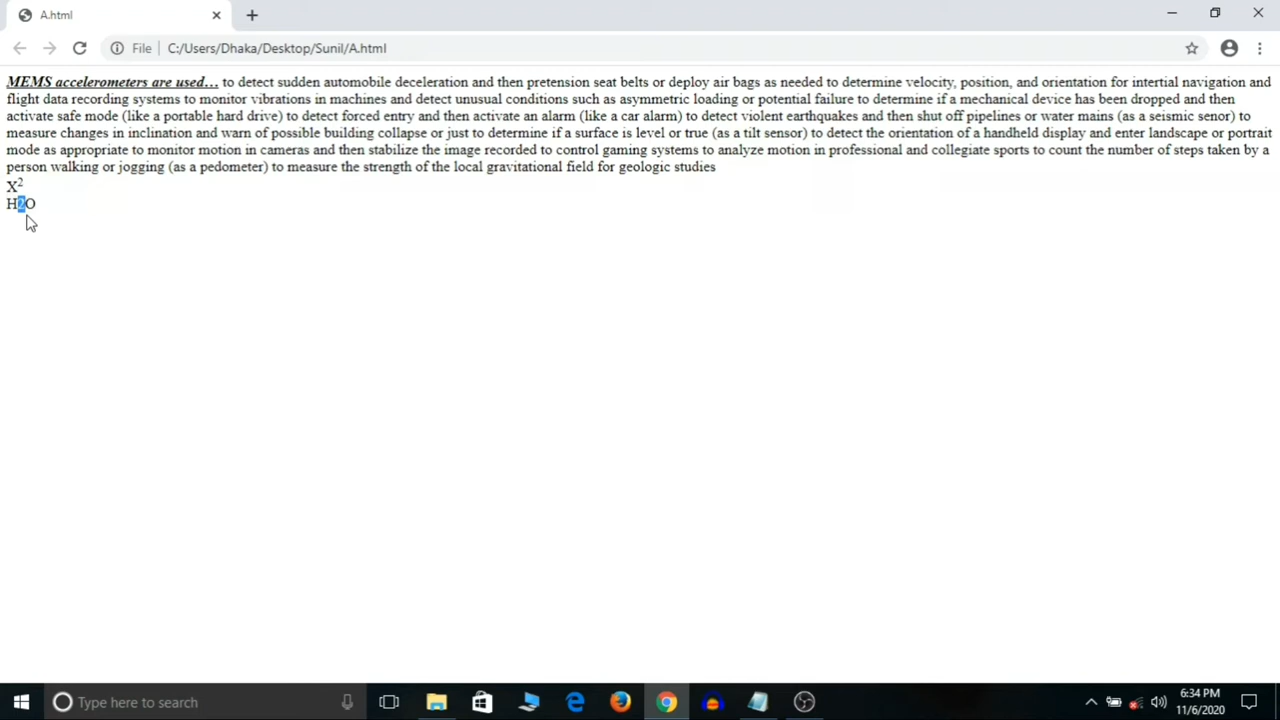 A.html
File C:/Users/Dhaka/Desktop/Sunil/A.html
MEMS accelerometers are used… to detect sudden automobile deceleration and then pretension seat belts or deploy air bags as needed to determine velocity, position, and orientation for intertial navigation and
flight data recording systems to monitor vibrations in machines and detect unusual conditions such as asymmetric loading or potential failure to determine if a mechanical device has been dropped and then
activate safe mode (like a portable hard drive) to detect forced entry and then activate an alarm (like a car alarm) to detect violent earthquakes and then shut off pipelines or water mains (as a seismic senor) to
measure changes in inclination and warn of possible building collapse or just to determine if a surface is level or true (as a tilt sensor) to detect the orientation of a handheld display and enter landscape or portrait
mode as appropriate to monitor motion in cameras and then stabilize the image recorded to control gaming systems to analyze motion in professional and collegiate sports to count the number of steps taken by a
person walking or jogging (as a pedometer) to measure the strength of the local gravitational field for geologic studies
X²
H2O
Type here to search
6:34 PM
11/6/2020